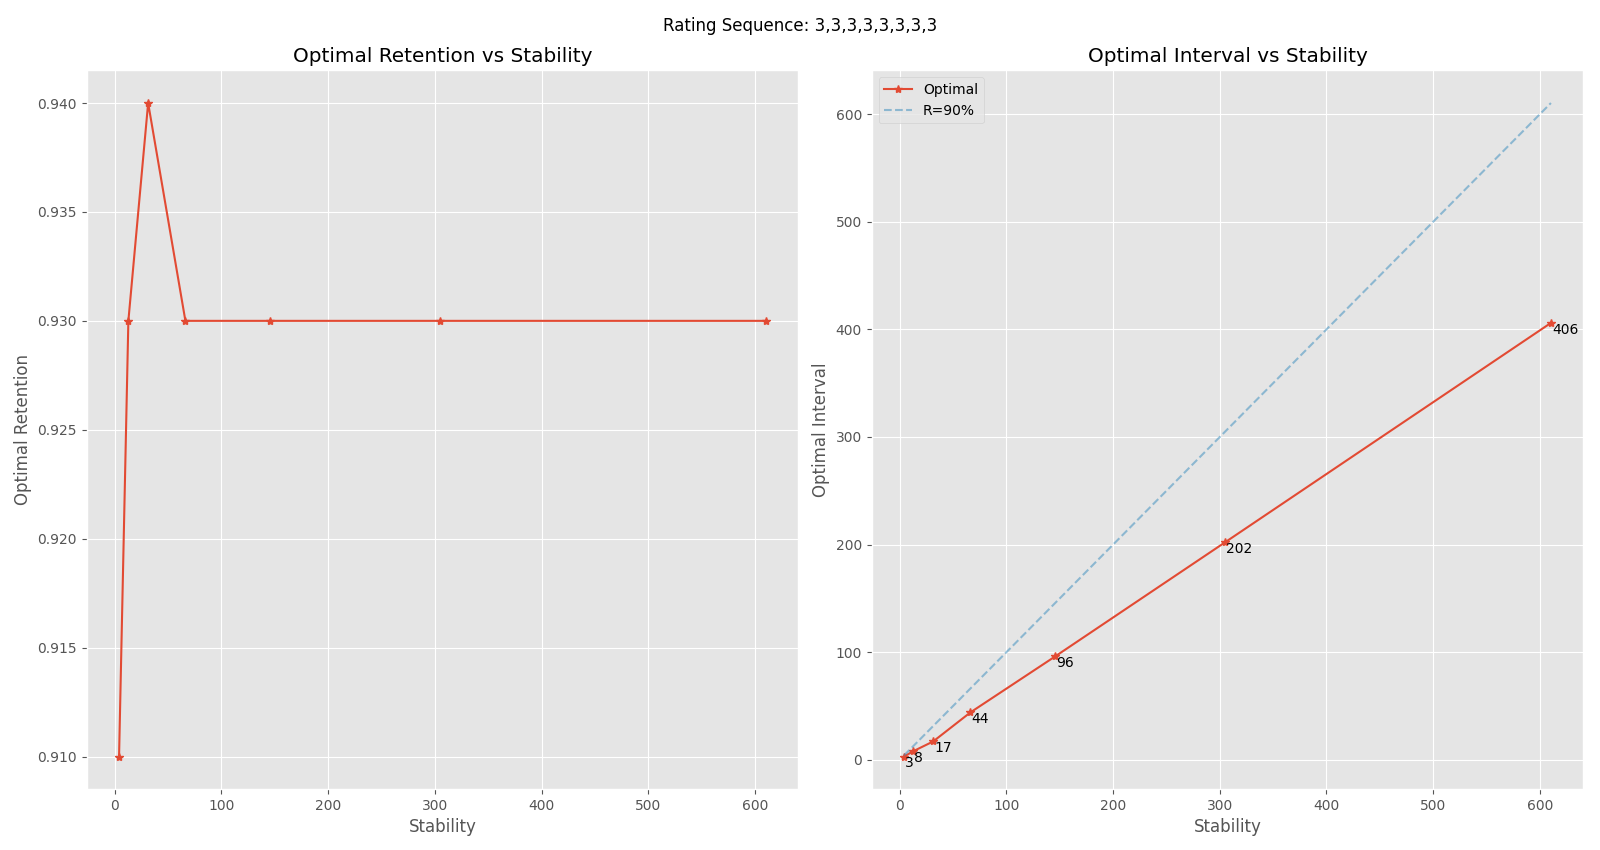 Rating Sequence: 3,3,3,3,3,3,3,3
Optimal Retention vs Stability
0.940
0.935
0.930
0.925
0.920
0.915
0.910
Optimal Retention
0 100 200 300 400 500 600
Stability
Optimal Interval vs Stability
Optimal
R=90%
600
500
400
300
200
100
0
Optimal Interval
406
202
96
44
17
8
3
0 100 200 300 400 500 600
Stability